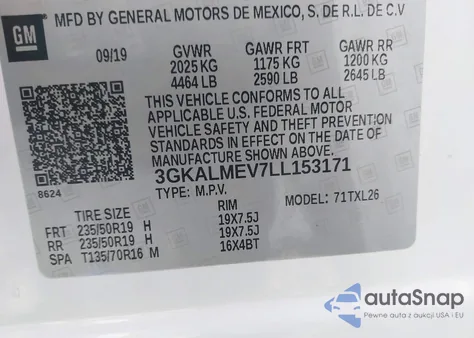 GM
MFD BY GENERAL MOTORS DE MEXICO, S. DE R.L. DE C.V
09/19 GVWR GAWR FRT GAWR RR
2025 KG 1175 KG 1200 KG
4464 LB 2590 LB 2645 LB
THIS VEHICLE CONFORMS TO ALL
APPLICABLE U.S. FEDERAL MOTOR
VEHICLE SAFETY AND THEFT PREVENTION
STANDARDS IN EFFECT ON THE DATE OF
MANUFACTURE SHOWN ABOVE.
8624 3GKALMEV7LL153171
TYPE: M.P.V. MODEL: 71TXL26
TIRE SIZE RIM
FRT 235/50R19 H 19X7.5J
RR 235/50R19 H 19X7.5J
SPA T135/70R16 M 16X4BT
autoSnap
Pewne auta z aukcji USA i EU